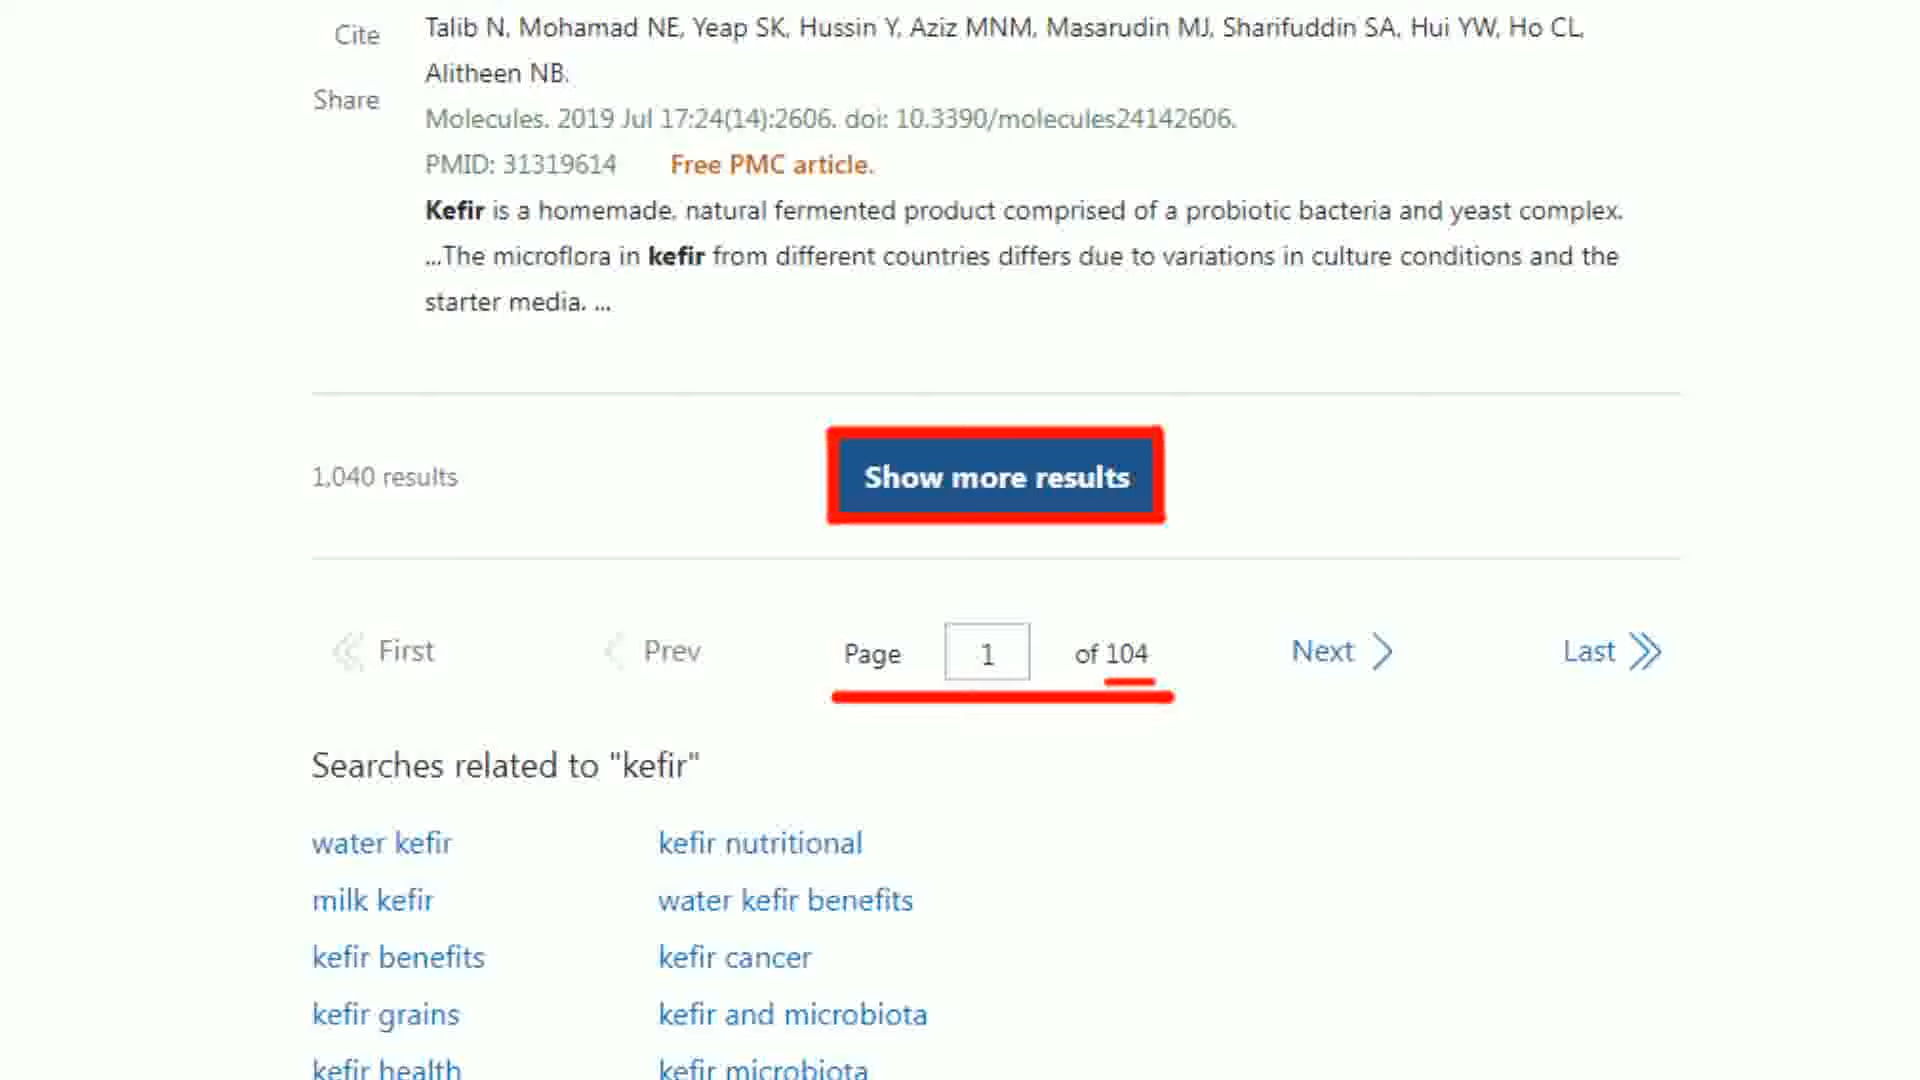 Cite
Talib N, Mohamad NE, Yeap SK, Hussin Y, Aziz MNM, Masarudin MJ, Sharifuddin SA, Hui YW, Ho CL,
Alitheen NB.
Share
Molecules. 2019 Jul 17;24(14):2606. doi: 10.3390/molecules24142606.
PMID: 31319614 Free PMC article.
Kefir is a homemade, natural fermented product comprised of a probiotic bacteria and yeast complex.
...The microflora in kefir from different countries differs due to variations in culture conditions and the
starter media. ...
1,040 results
Show more results
First Prev Page 1 of 104 Next Last
Searches related to "kefir"
water kefir kefir nutritional
milk kefir water kefir benefits
kefir benefits kefir cancer
kefir grains kefir and microbiota
kefir health kefir microbiota